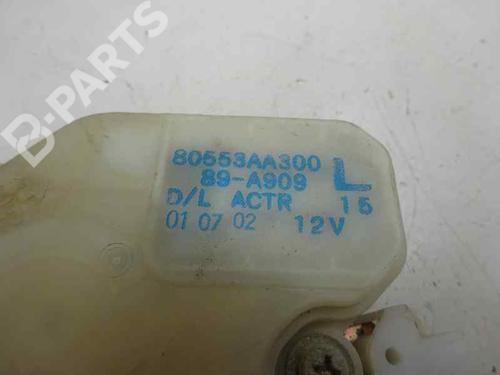 B-PARTS
80553AA300
89-A909 L
D/L ACTR 15
01 07 02 12V